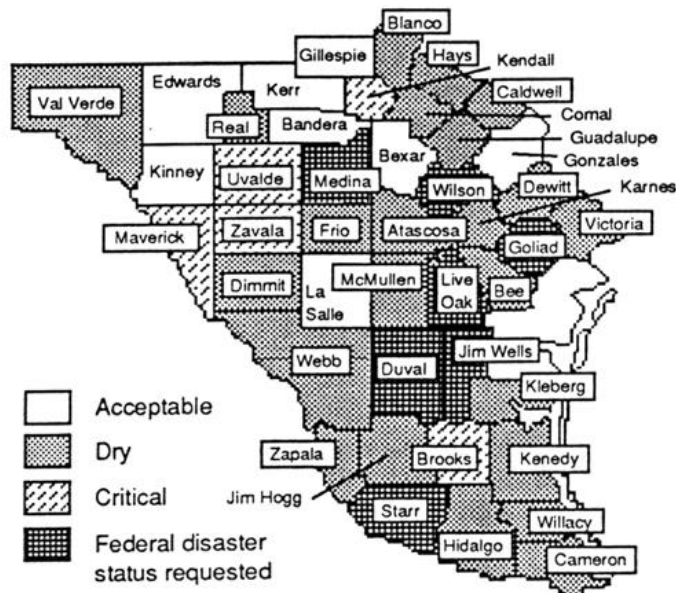 Blanco
Gillespie
Hays
Kendail
Edwards
Kerr
Caldwell
Val Verde
Comal
Real
Bandera
Guadalupe
Bexar
Gonzales
Kinney
Uvalde
Medina
Wilson
Dewitt
Karnes
Maverick
Zavala
Frio
Atascosa
Victoria
Goliad
Dimmit
La
Salle
McMullen
Live
Oak
Bee
Webb
Duval
Jim Wells
Kleberg
Acceptable
Dry
Zapala
Brooks
Kenedy
Critical
Jim Hogg
Starr
Willacy
Federal disaster
status requested
Hidalgo
Cameron